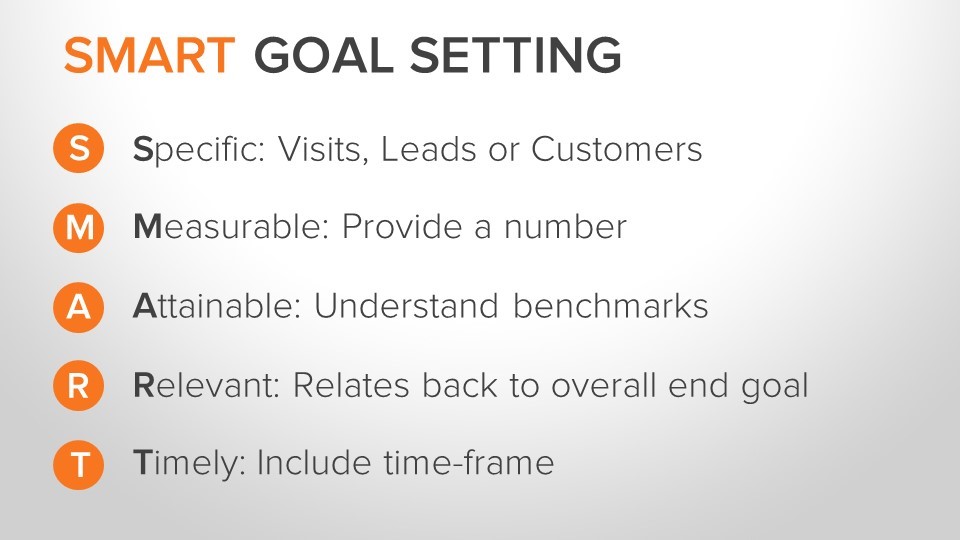 SMART GOAL SETTING
S Specific: Visits, Leads or Customers
M Measurable: Provide a number
A Attainable: Understand benchmarks
R Relevant: Relates back to overall end goal
T Timely: Include time-frame